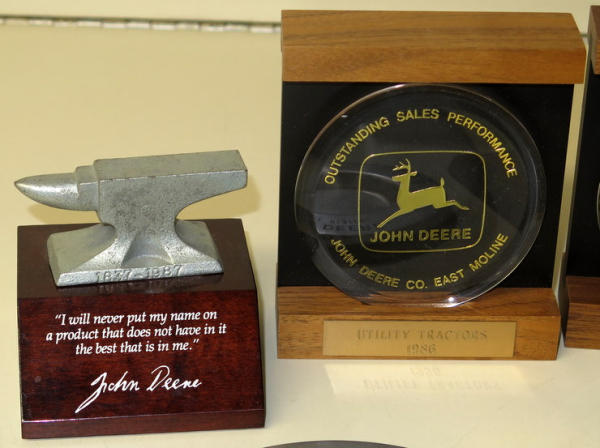 1837-1987
"I will never put my name on
a product that does not have in it
the best that is in me."
John Deere
OUTSTANDING SALES PERFORMANCE
JOHN DEERE
JOHN DEERE CO. EAST MOLINE
UTILITY TRACTORS
1986